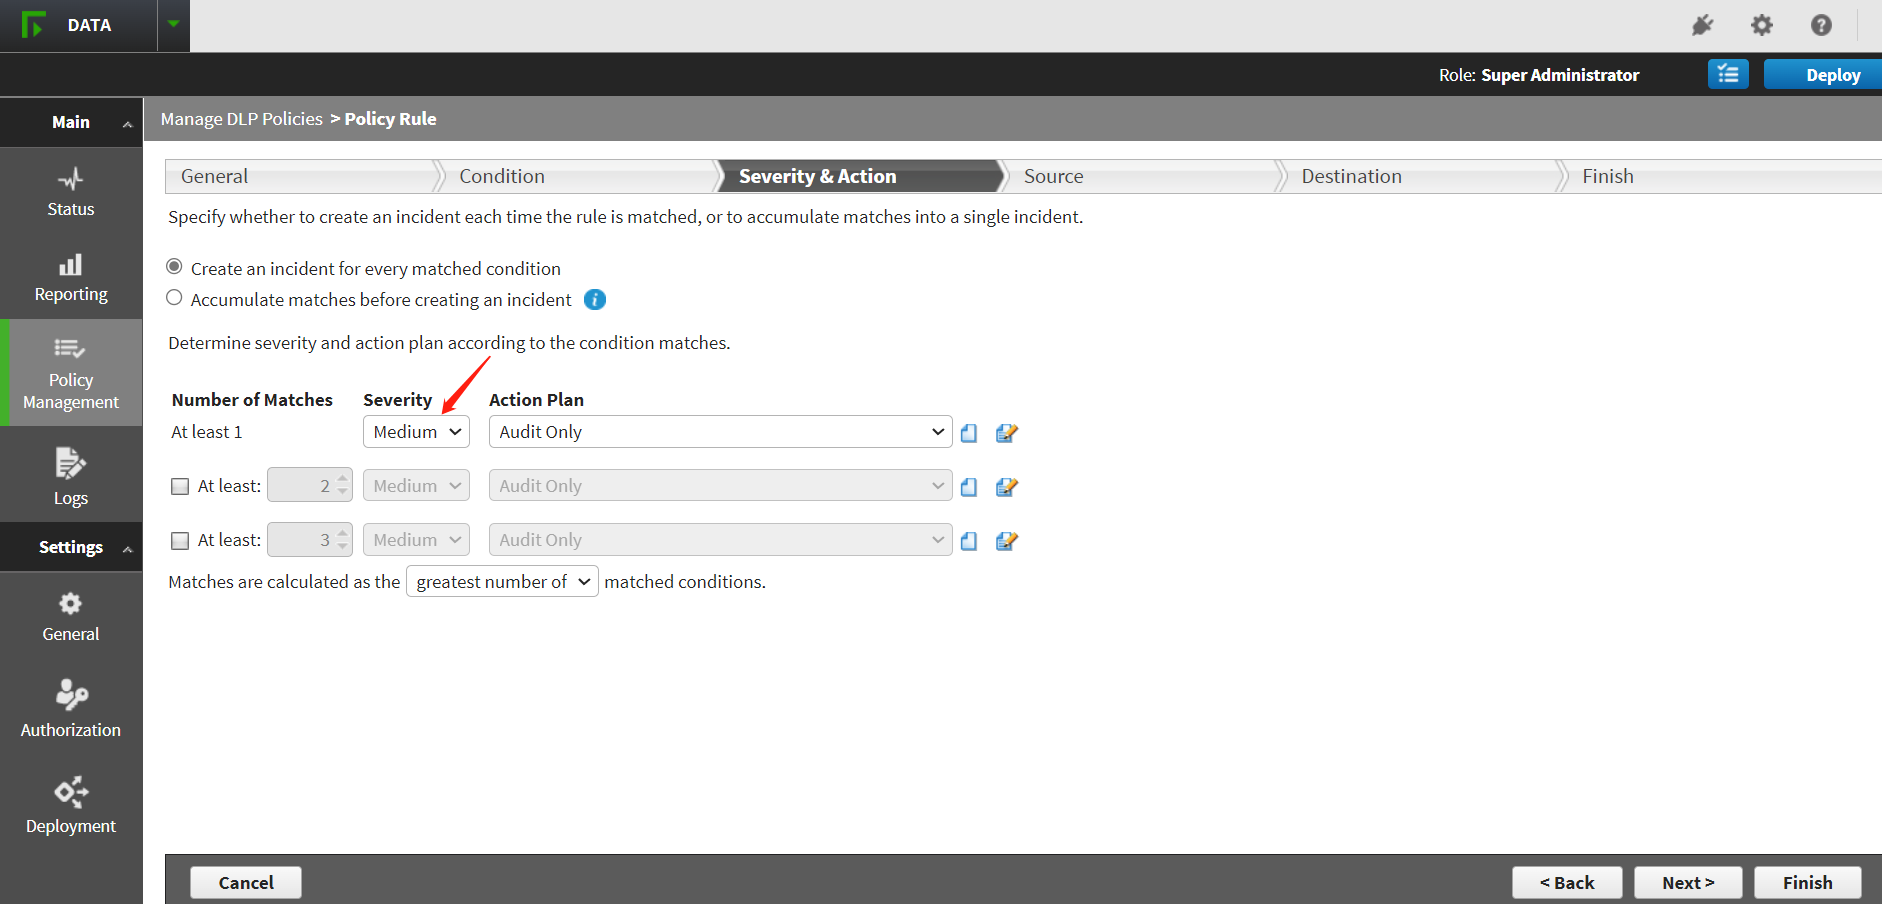 DATA
Role: Super Administrator
Deploy
Main
Manage DLP Policies > Policy Rule
General
Condition
Severity & Action
Source
Destination
Finish
Status
Specify whether to create an incident each time the rule is matched, or to accumulate matches into a single incident.
Reporting
Create an incident for every matched condition
Accumulate matches before creating an incident
i
Determine severity and action plan according to the condition matches.
Policy
Management
Number of Matches Severity Action Plan
At least 1 Medium Audit Only
At least: 2 Medium Audit Only
Logs
At least: 3 Medium Audit Only
Settings
Matches are calculated as the greatest number of matched conditions.
General
Authorization
Deployment
Cancel
< Back
Next >
Finish